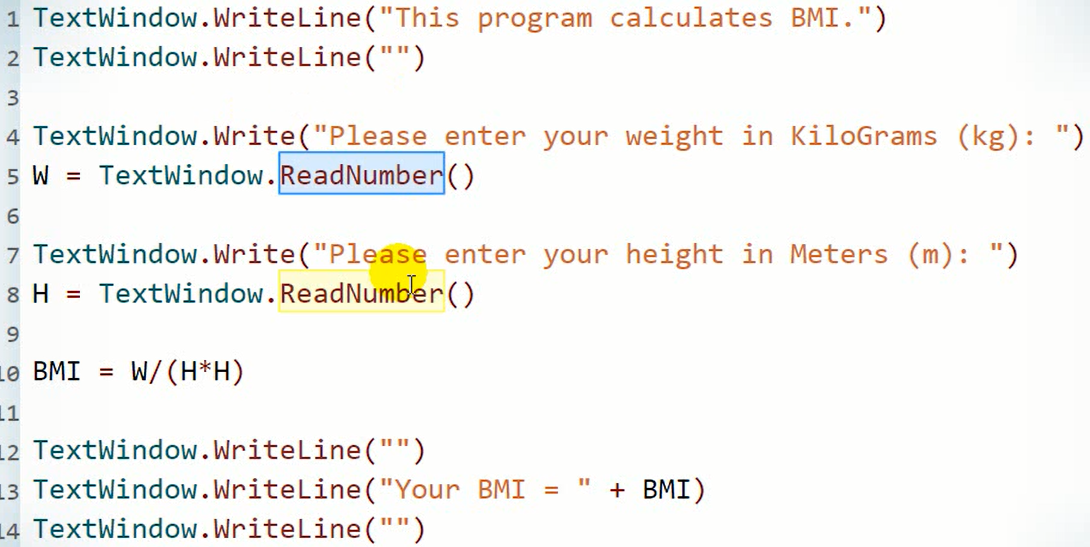 1 TextWindow.WriteLine("This program calculates BMI.")
2 TextWindow.WriteLine("")
3
4 TextWindow.Write("Please enter your weight in KiloGrams (kg): ")
5 W = TextWindow.ReadNumber()
6
7 TextWindow.Write("Please enter your height in Meters (m): ")
8 H = TextWindow.ReadNumber()
9
10 BMI = W/(H*H)
11
12 TextWindow.WriteLine("")
13 TextWindow.WriteLine("Your BMI = " + BMI)
14 TextWindow.WriteLine("")